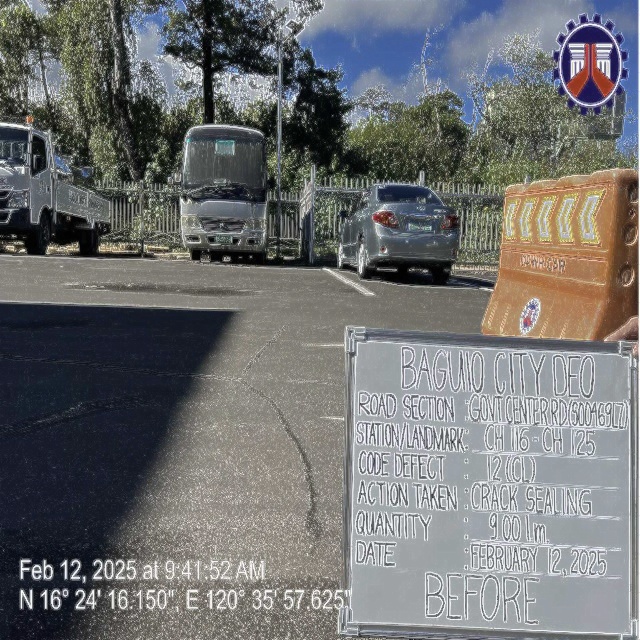 BAGUIO CITY DEO
ROAD SECTION : GOVT CENTER RD (S00469LZ)
STATION/LANDMARK : CH 116 - CH 125
CODE DEFECT : 12 (CL)
ACTION TAKEN : CRACK SEALING
QUANTITY : 9.00 l.m.
DATE : FEBRUARY 12, 2025
BEFORE
Feb 12, 2025 at 9:41:52 AM
N 16° 24' 16.150", E 120° 35' 57.625"